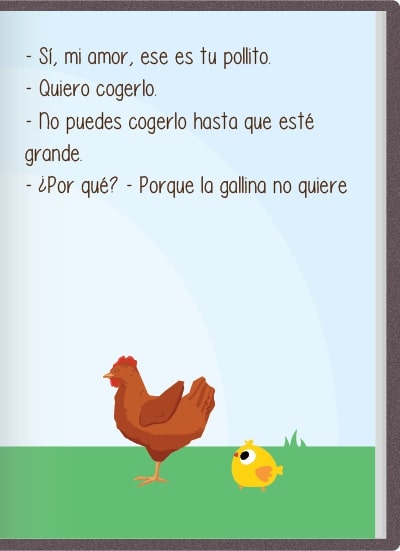 - Sí, mi amor, ese es tu pollito.
- Quiero cogerlo.
- No puedes cogerlo hasta que esté
grande.
- ¿Por qué? - Porque la gallina no quiere